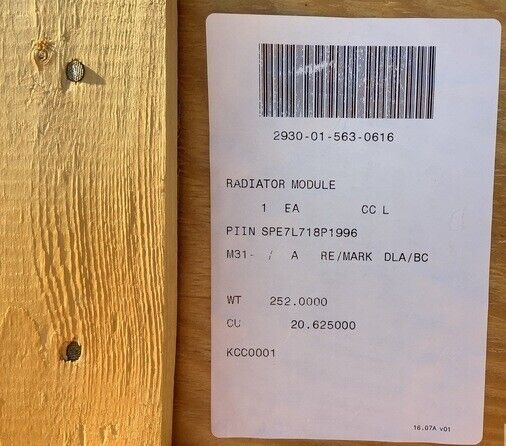 2930-01-563-0616
RADIATOR MODULE
1 EA CC L
PIIN SPE7L718P1996
M31- / A RE/MARK DLA/BC
WT 252.0000
CU 20.625000
KCC0001
16.07A v01